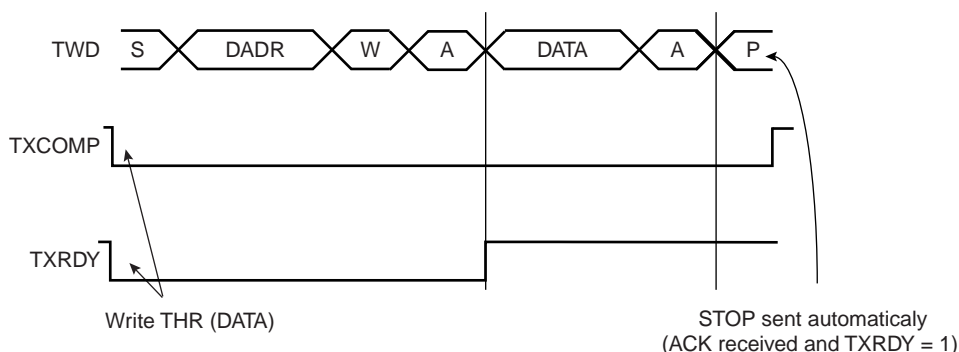 TWD S DADR W A DATA A P
TXCOMP
TXRDY
Write THR (DATA)
STOP sent automaticaly
(ACK received and TXRDY = 1)